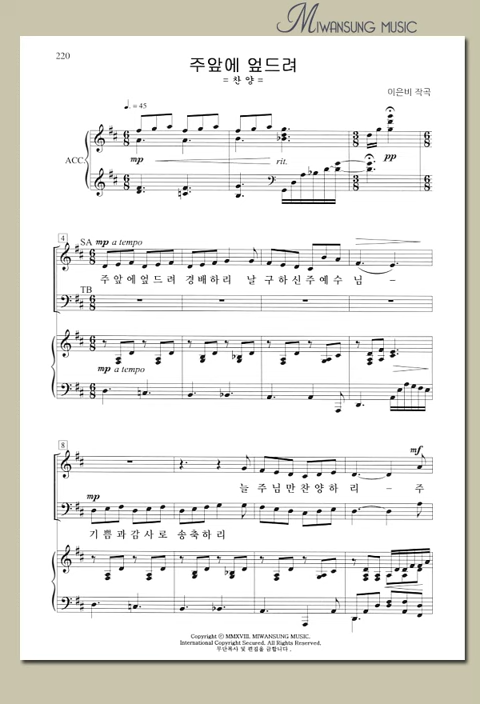 MIWANSUNG MUSIC
220
주앞에 엎드려
= 찬 양 =
이은비 작곡
♩. = 45
ACC.
mp
rit.
pp
4
SA mp a tempo
주앞에엎드려 경배하리 날 구하신주예수 님 –
TB
mp a tempo
8
mf
늘 주님만찬양하 리 – 주
mp
기쁨과감사로 송축하리
Copyright ⓒ MMXVIII. MIWANSUNG MUSIC.
International Copyright Secured. All Rights Reserved.
무단복사 및 편집을 금합니다.